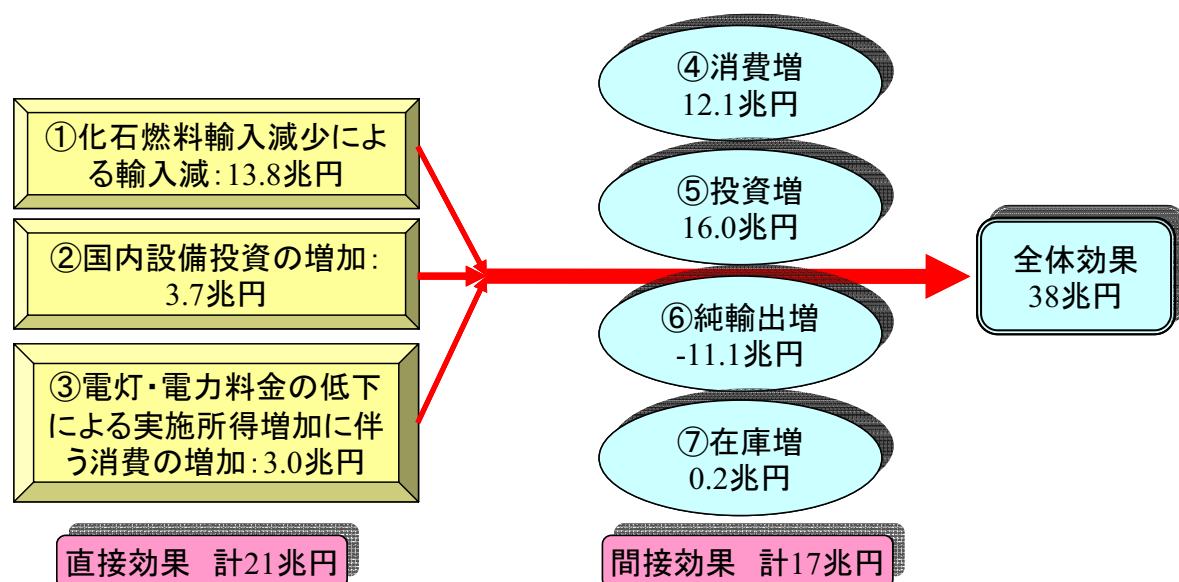 ①化石燃料輸入減少によ
る輸入減：13.8兆円
②国内設備投資の増加：
3.7兆円
③電灯・電力料金の低下
による実施所得増加に伴
う消費の増加：3.0兆円
直接効果　計21兆円
④消費増
12.1兆円
⑤投資増
16.0兆円
⑥純輸出増
-11.1兆円
⑦在庫増
0.2兆円
間接効果　計17兆円
全体効果
38兆円